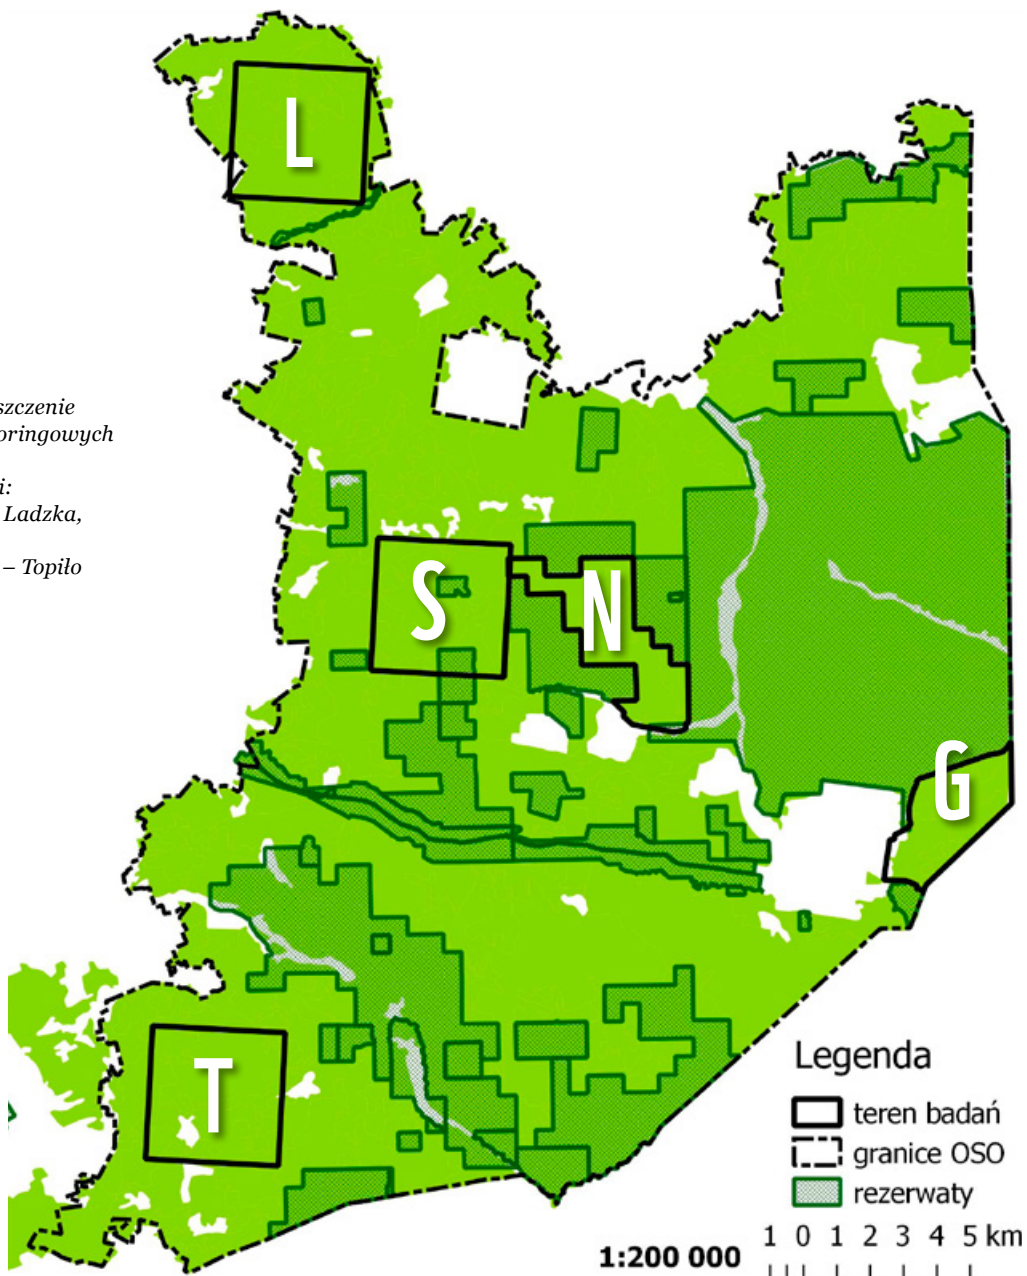 L
szczenie
oringowych
i:
Ladzka,
– Topiło
S
N
G
T
Legenda
teren badań
granice OSO
rezerwaty
1:200 000
1 0 1 2 3 4 5 km